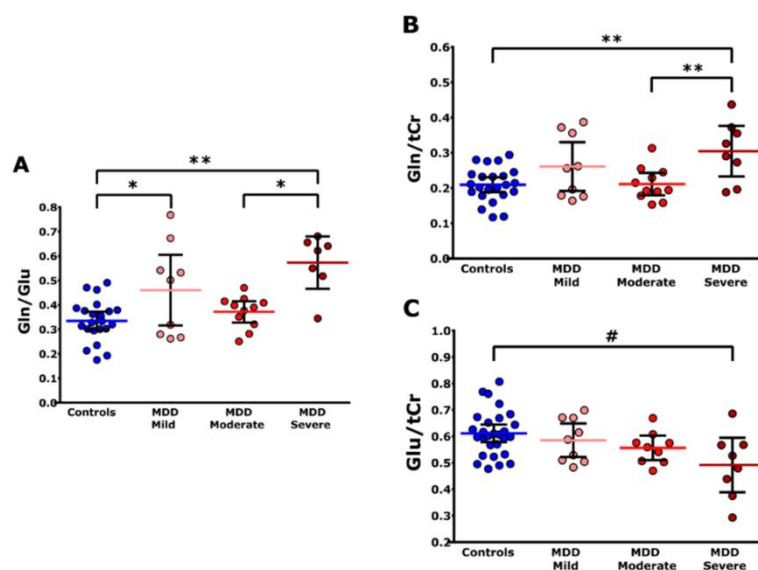 A
**
*
*
Gln/Glu
0.8
0.7
0.6
0.5
0.4
0.3
0.2
0.1
0.0
Controls
MDD
Mild
MDD
Moderate
MDD
Severe
B
**
**
Gln/tCr
0.6
0.5
0.4
0.3
0.2
0.1
0.0
Controls
MDD
Mild
MDD
Moderate
MDD
Severe
C
#
Glu/tCr
1.0
0.9
0.8
0.7
0.6
0.5
0.4
0.3
0.2
Controls
MDD
Mild
MDD
Moderate
MDD
Severe